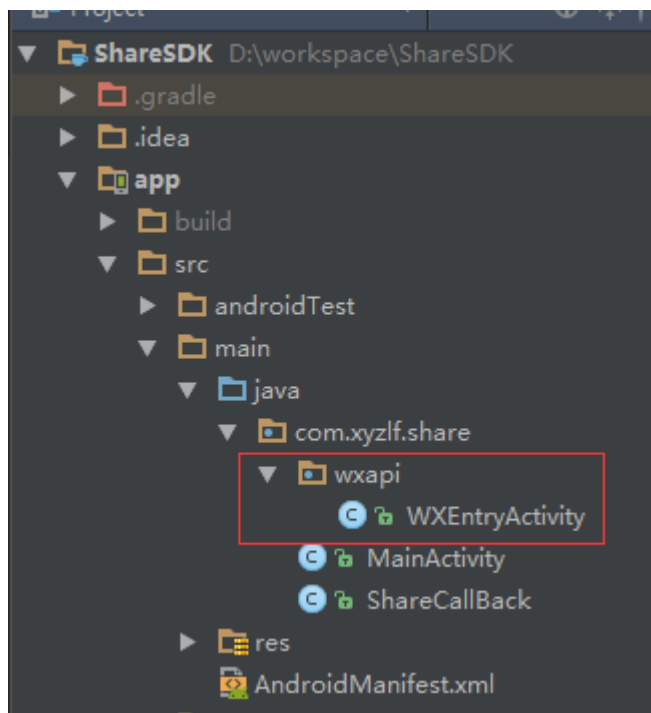 Project
ShareSDK D:\workspace\ShareSDK
.gradle
.idea
app
build
src
androidTest
main
java
com.xyzlf.share
wxapi
WXEntryActivity
MainActivity
ShareCallBack
res
AndroidManifest.xml